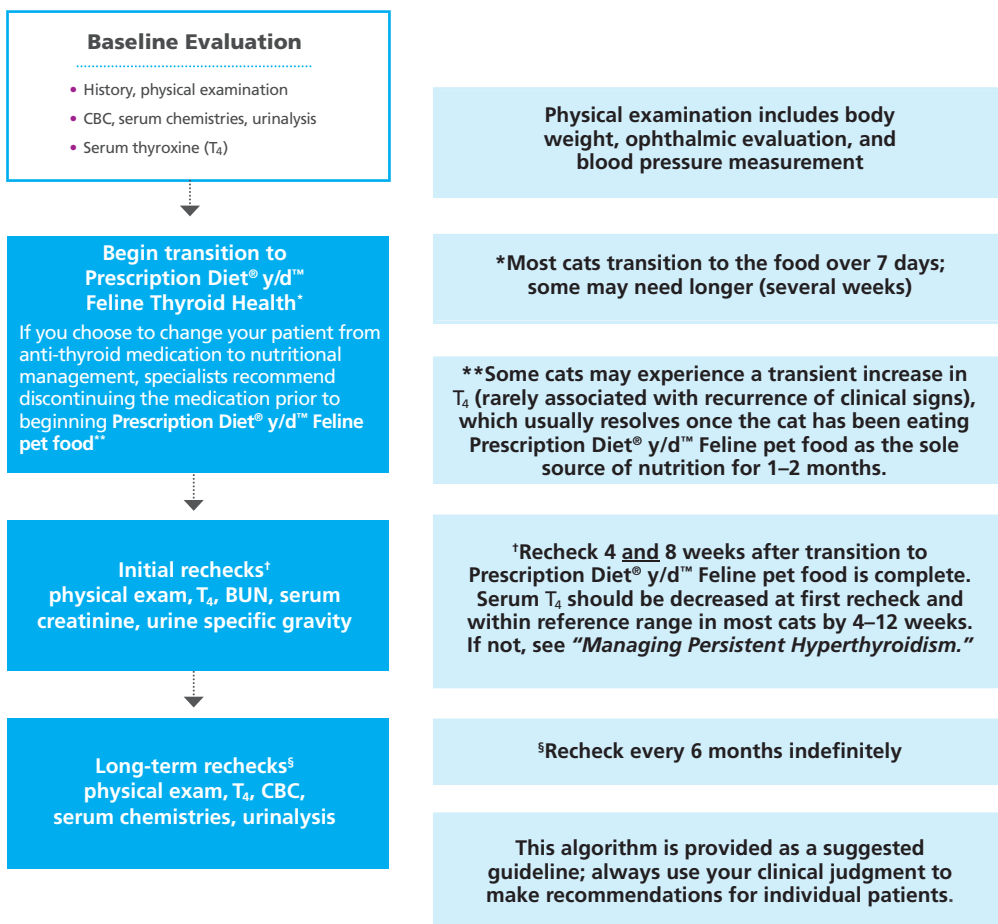 Baseline Evaluation
• History, physical examination
• CBC, serum chemistries, urinalysis
• Serum thyroxine (T₄)
Physical examination includes body
weight, ophthalmic evaluation, and
blood pressure measurement
Begin transition to
Prescription Diet® y/d™
Feline Thyroid Health*
If you choose to change your patient from
anti-thyroid medication to nutritional
management, specialists recommend
discontinuing the medication prior to
beginning Prescription Diet® y/d™ Feline
pet food**
*Most cats transition to the food over 7 days;
some may need longer (several weeks)
**Some cats may experience a transient increase in
T₄ (rarely associated with recurrence of clinical signs),
which usually resolves once the cat has been eating
Prescription Diet® y/d™ Feline pet food as the sole
source of nutrition for 1–2 months.
Initial rechecks†
physical exam, T₄, BUN, serum
creatinine, urine specific gravity
†Recheck 4 and 8 weeks after transition to
Prescription Diet® y/d™ Feline pet food is complete.
Serum T₄ should be decreased at first recheck and
within reference range in most cats by 4–12 weeks.
If not, see “Managing Persistent Hyperthyroidism.”
Long-term rechecks§
physical exam, T₄, CBC,
serum chemistries, urinalysis
§Recheck every 6 months indefinitely
This algorithm is provided as a suggested
guideline; always use your clinical judgment to
make recommendations for individual patients.